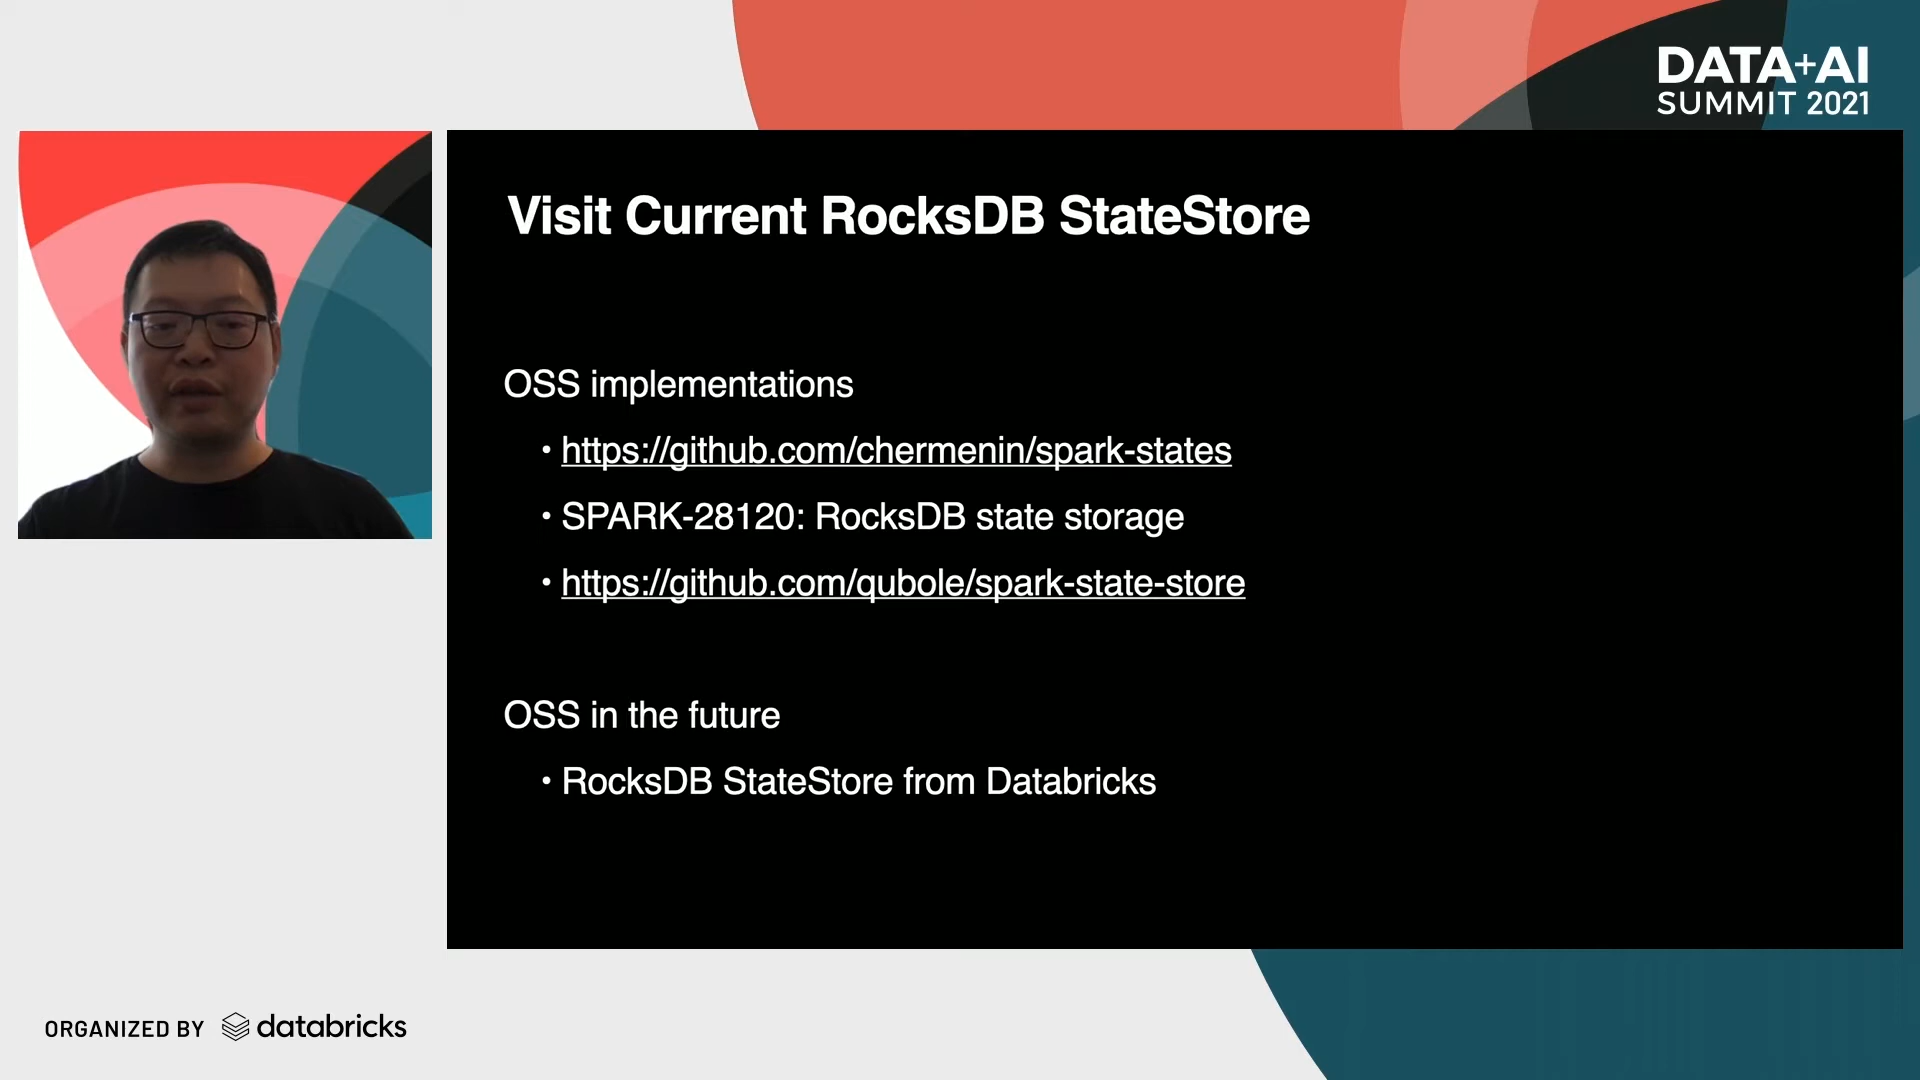 DATA+AI
SUMMIT 2021
Visit Current RocksDB StateStore
OSS implementations
• https://github.com/chermenin/spark-states
• SPARK-28120: RocksDB state storage
• https://github.com/qubole/spark-state-store
OSS in the future
• RocksDB StateStore from Databricks
ORGANIZED BY databricks